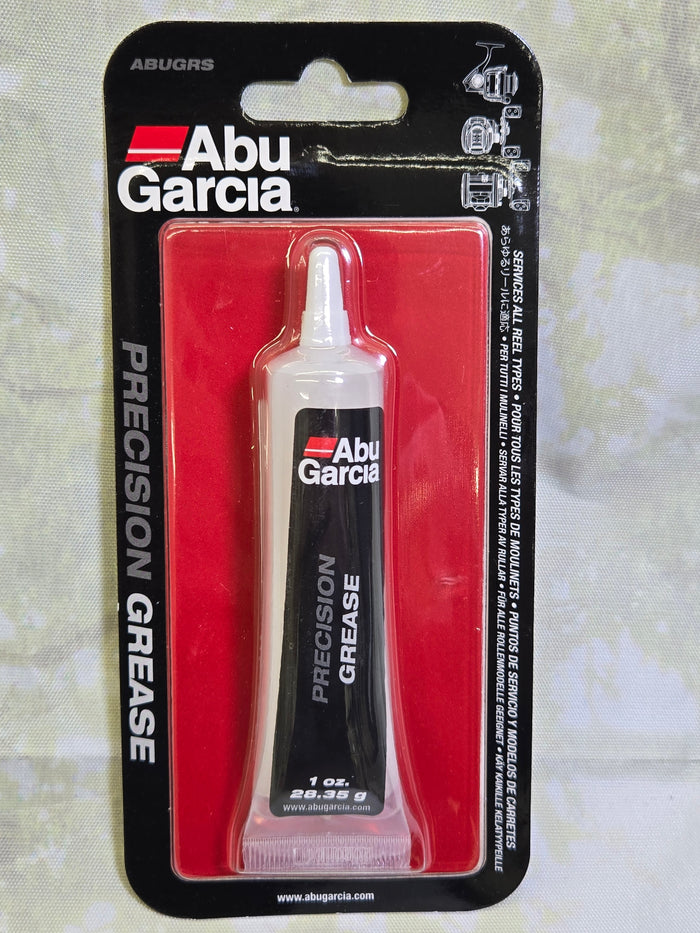 ABUGRS
Abu
Garcia®
PRECISION GREASE
Abu
Garcia
PRECISION
GREASE
1 oz.
28.35 g
www.abugarcia.com
SERVICES ALL REEL TYPES • POUR TOUS LES TYPES DE MOULINETS • PUNTOS DE SERVICIO Y MODELOS DE CARRETES
あらゆるリールに適応 • PER TUTTI I MULINELLI • SERVAR ALLA TYPER AV RULLAR • FÜR ALLE ROLLENMODELLE GEEIGNET • KÄY KAIKILLE KELATYYPEILLE
www.abugarcia.com